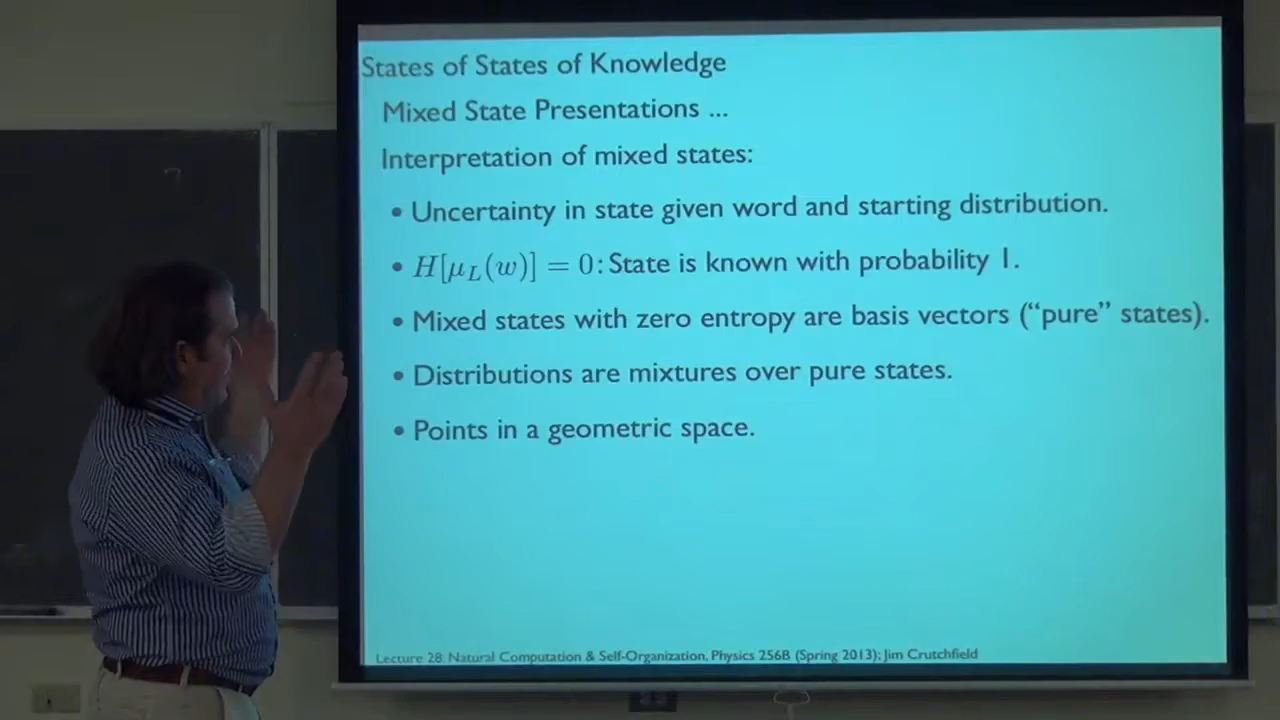 States of States of Knowledge
Mixed State Presentations ...
Interpretation of mixed states:
• Uncertainty in state given word and starting distribution.
• H[μ_L(w)] = 0: State is known with probability 1.
• Mixed states with zero entropy are basis vectors (“pure” states).
• Distributions are mixtures over pure states.
• Points in a geometric space.
Lecture 28: Natural Computation & Self-Organization, Physics 256B (Spring 2013); Jim Crutchfield